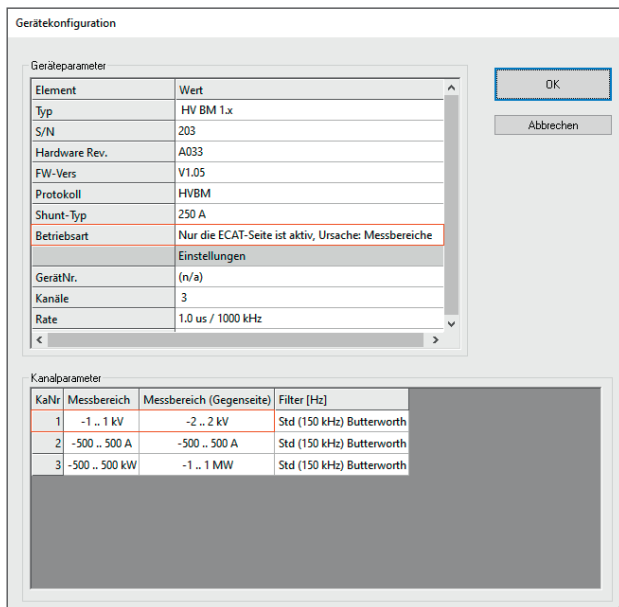 Gerätekonfiguration
Geräteparameter
Element Wert
Typ HV BM 1.x
S/N 203
Hardware Rev. A033
FW-Vers V1.05
Protokoll HVBM
Shunt-Typ 250 A
Betriebsart Nur die ECAT-Seite ist aktiv, Ursache: Messbereiche
Einstellungen
GerätNr. (n/a)
Kanäle 3
Rate 1.0 us / 1000 kHz
OK
Abbrechen
Kanalparameter
KaNr Messbereich Messbereich (Gegenseite) Filter [Hz]
1 -1 .. 1 kV -2 .. 2 kV Std (150 kHz) Butterworth
2 -500 .. 500 A -500 .. 500 A Std (150 kHz) Butterworth
3 -500 .. 500 kW -1 .. 1 MW Std (150 kHz) Butterworth